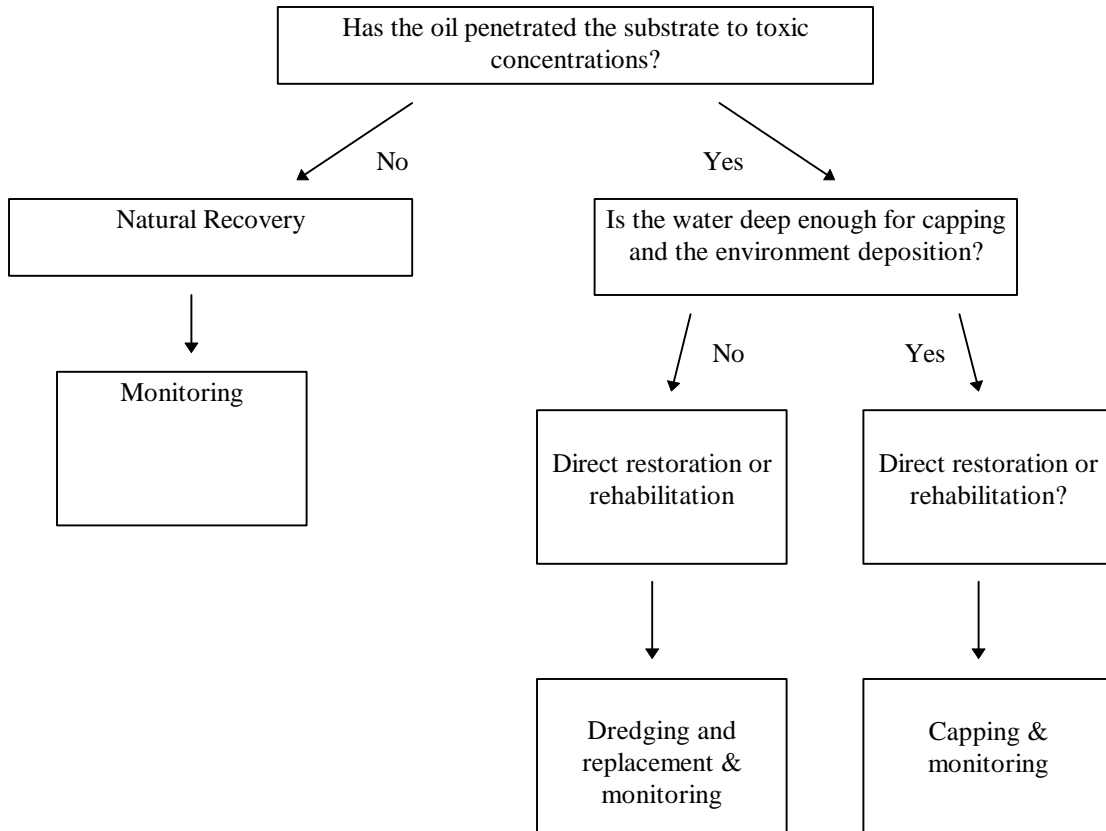 Has the oil penetrated the substrate to toxic
concentrations?
No
Yes
Natural Recovery
Is the water deep enough for capping
and the environment deposition?
Monitoring
No
Yes
Direct restoration or
rehabilitation
Direct restoration or
rehabilitation?
Dredging and
replacement &
monitoring
Capping &
monitoring